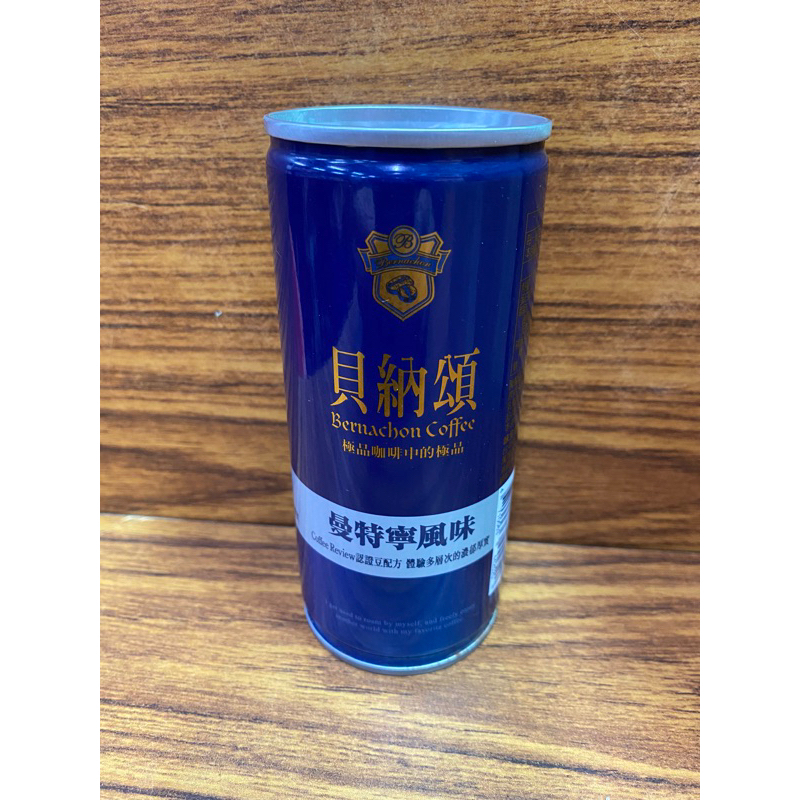 B
Bernachon
貝納頌
Bernachon Coffee
極品咖啡中的極品
曼特寧風味
Coffee Review認證豆配方 體驗多層次的濃郁厚實